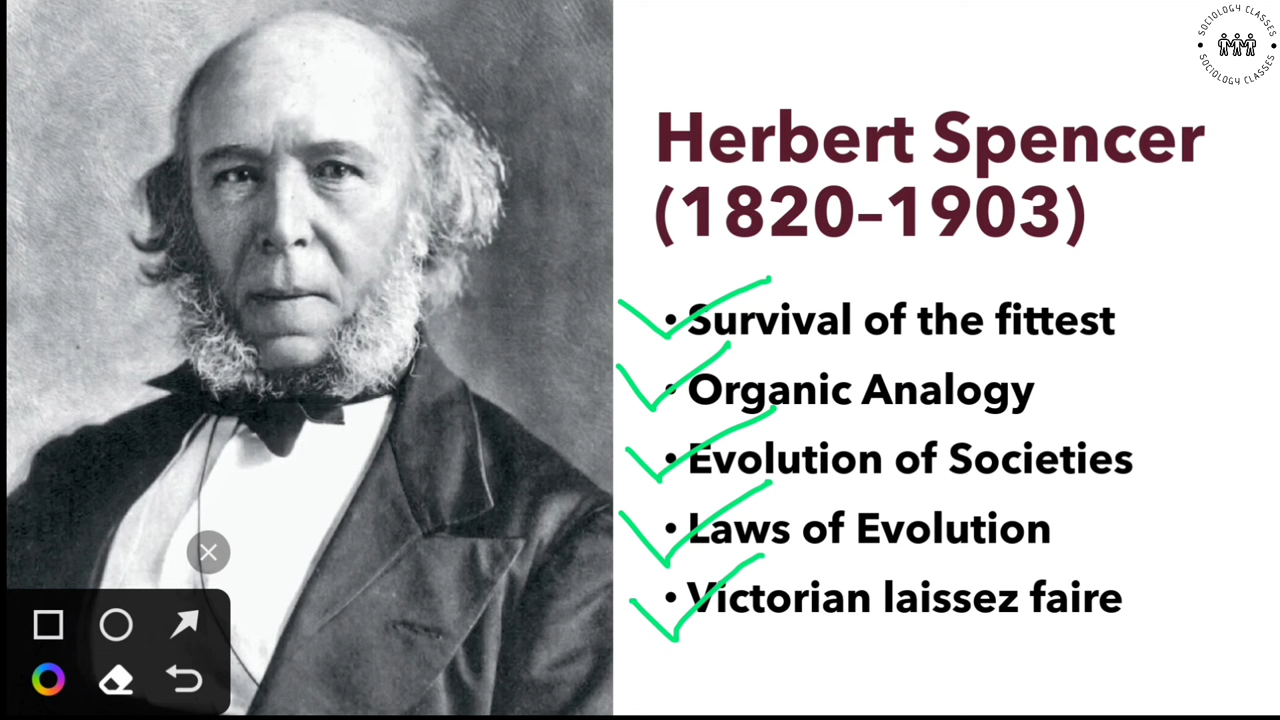 SOCIOLOGY CLASSES
SOCIOLOGY CLASSES
Herbert Spencer
(1820–1903)
• Survival of the fittest
• Organic Analogy
• Evolution of Societies
• Laws of Evolution
• Victorian laissez faire